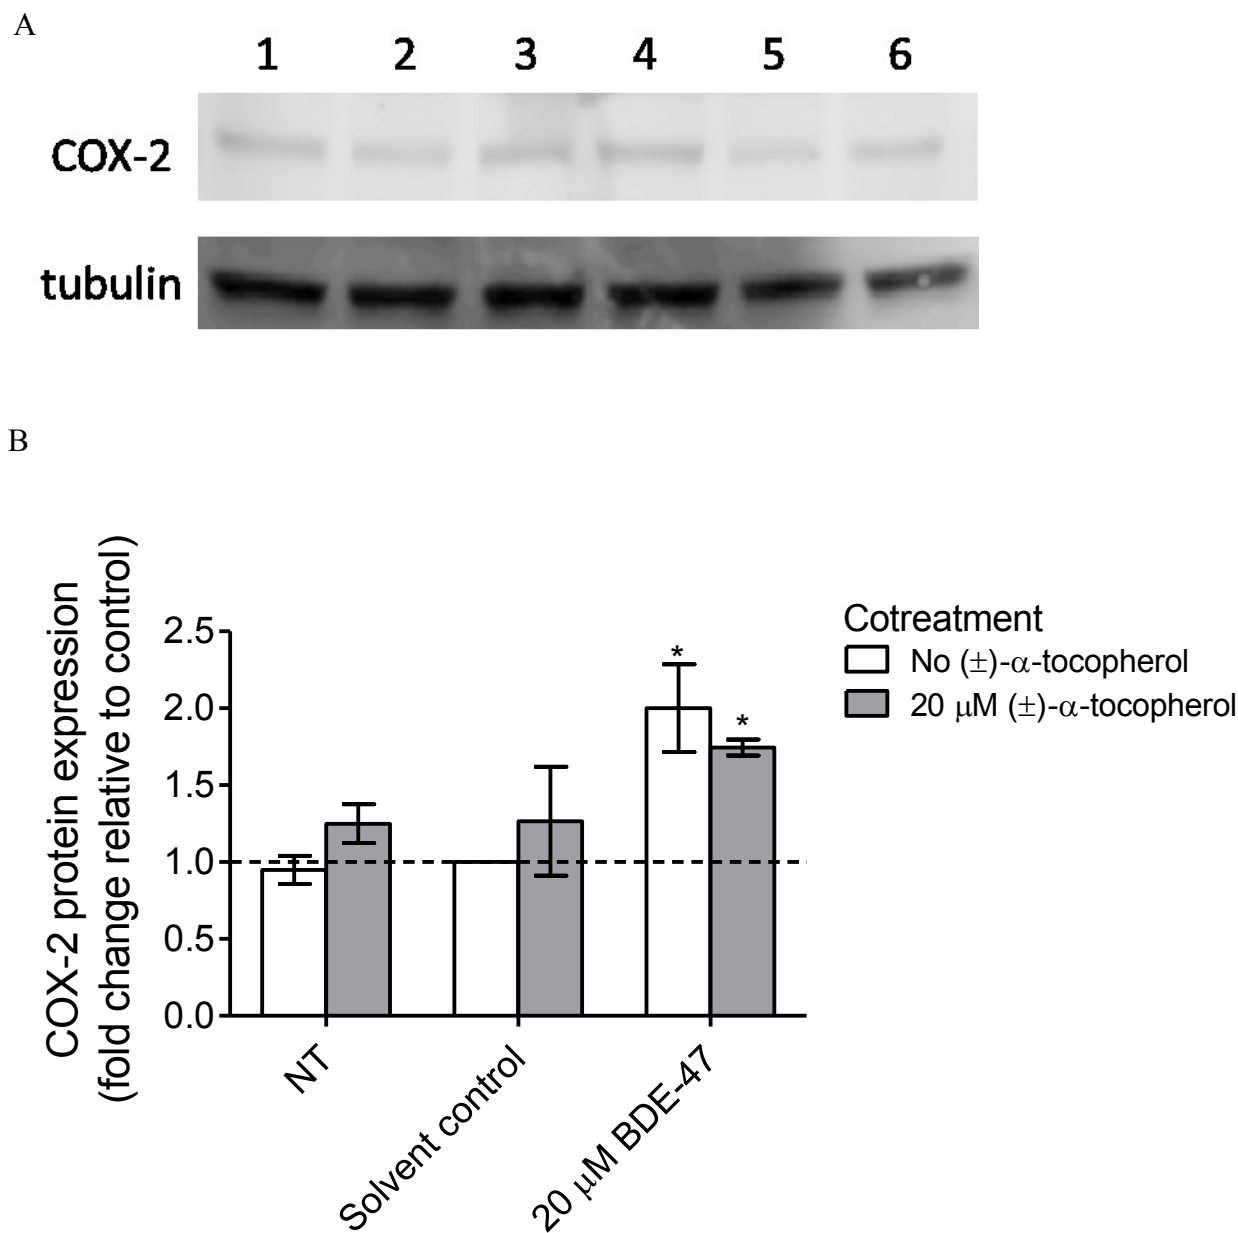 A
1 2 3 4 5 6
COX-2
tubulin
B
COX-2 protein expression
(fold change relative to control)
2.5
2.0
1.5
1.0
0.5
0.0
* *
NT
Solvent control
20 μM BDE-47
Cotreatment
No (±)-α-tocopherol
20 μM (±)-α-tocopherol